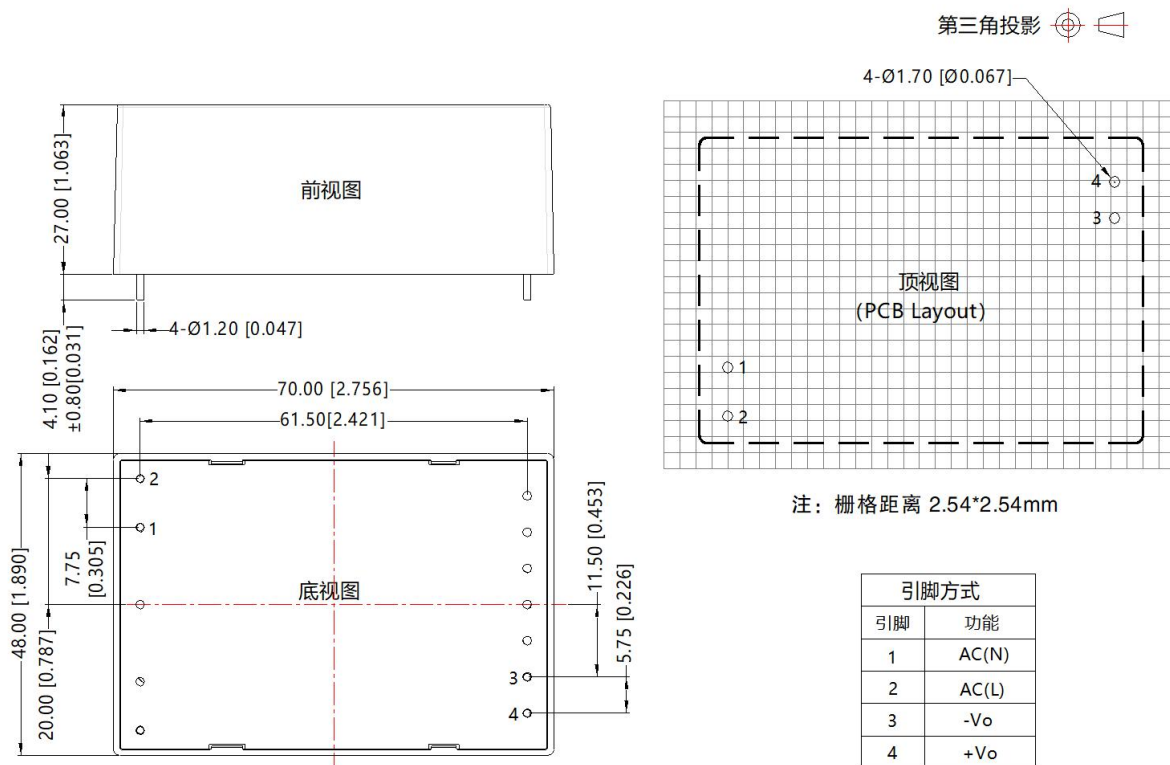 第三角投影
4-Ø1.70 [Ø0.067]
27.00 [1.063]
前视图
4
3
顶视图
(PCB Layout)
4-Ø1.20 [0.047]
4.10 [0.162]
±0.80[0.031]
1
2
70.00 [2.756]
61.50[2.421]
注：栅格距离 2.54*2.54mm
2
1
7.75
[0.305]
48.00 [1.890]
20.00 [0.787]
底视图
11.50 [0.453]
5.75 [0.226]
3
4
引脚方式
引脚 功能
1 AC(N)
2 AC(L)
3 -Vo
4 +Vo